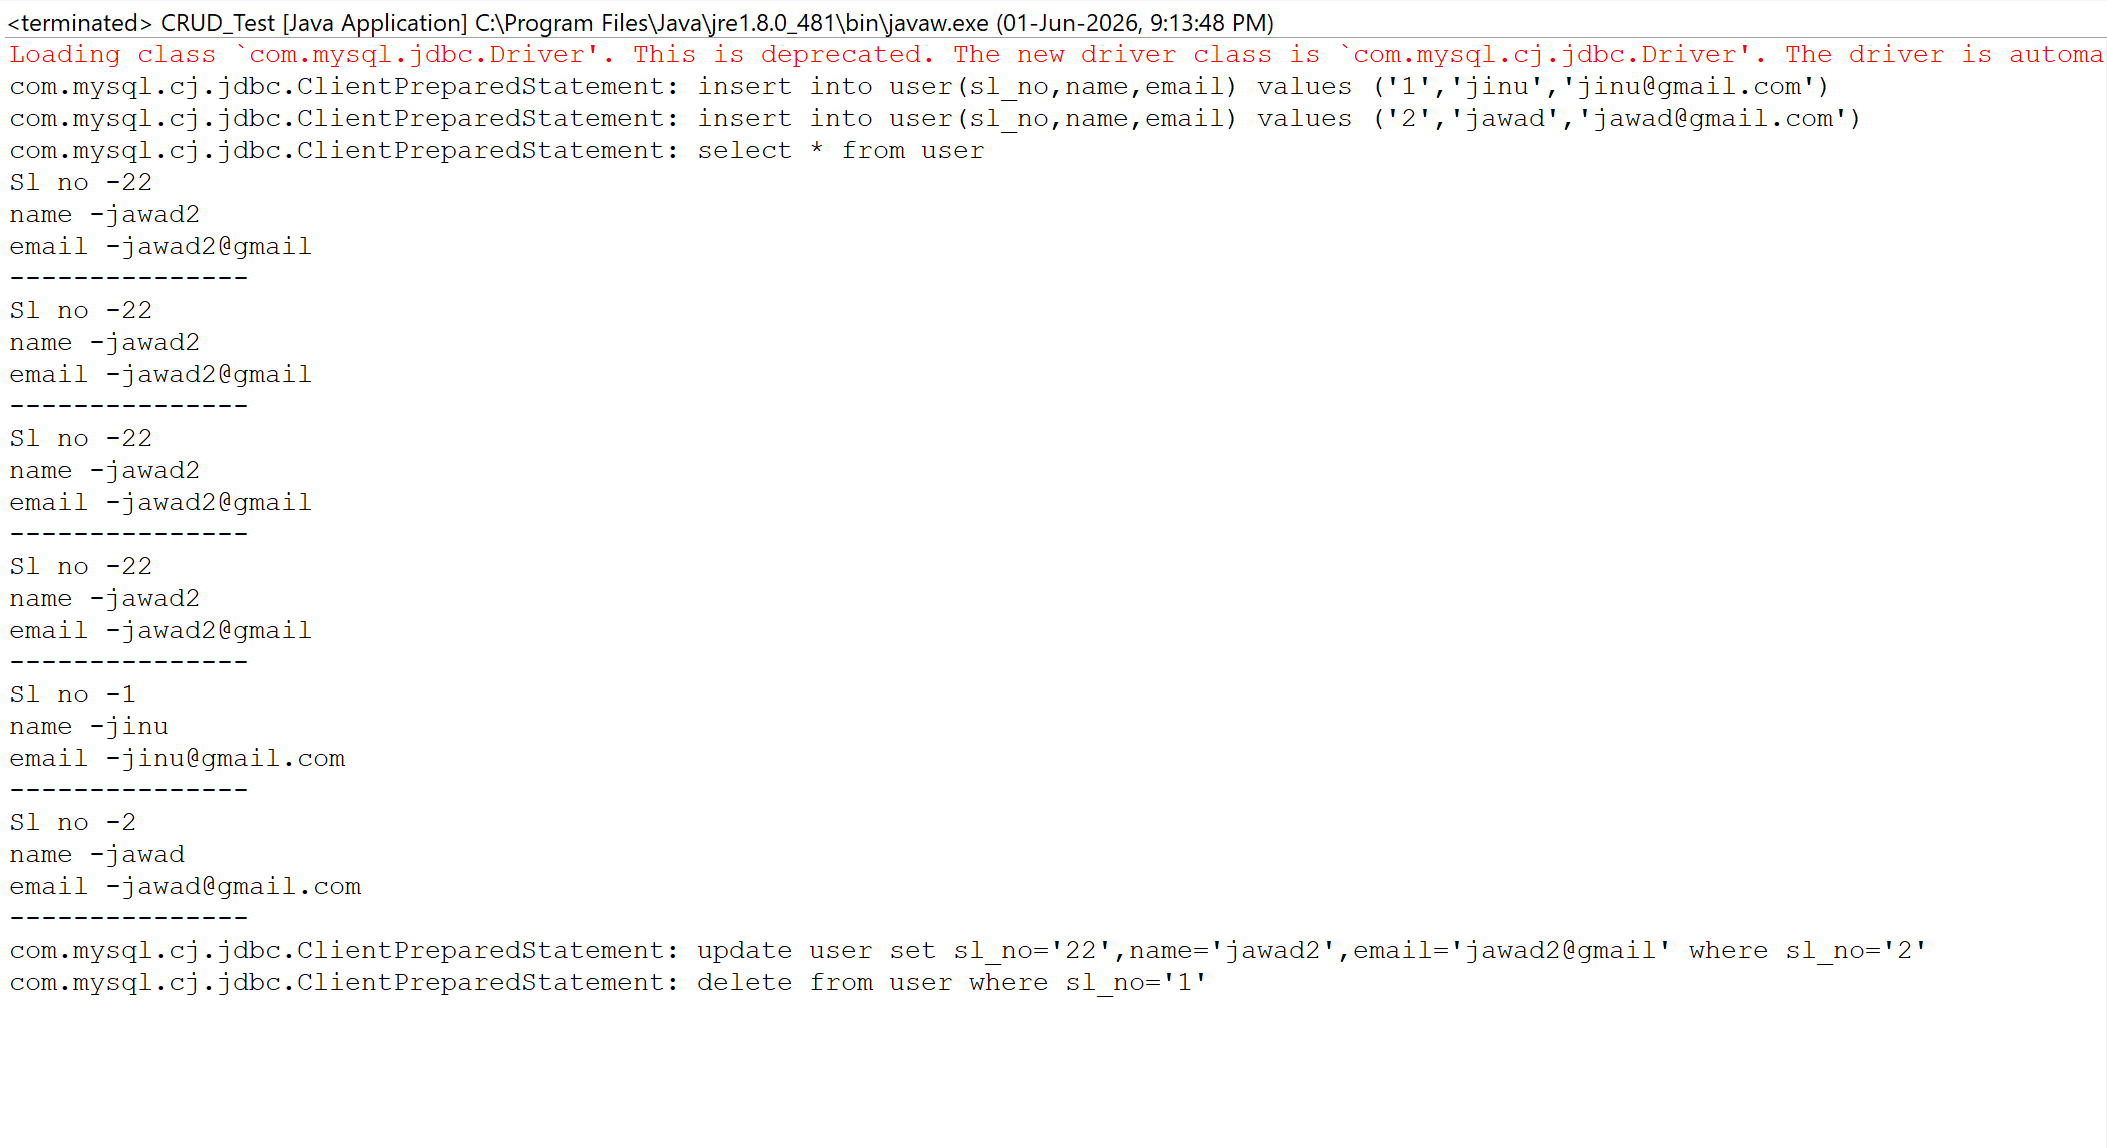 <terminated> CRUD_Test [Java Application] C:\Program Files\Java\jre1.8.0_481\bin\javaw.exe (01-Jun-2026, 9:13:48 PM)
Loading class `com.mysql.jdbc.Driver'. This is deprecated. The new driver class is `com.mysql.cj.jdbc.Driver'. The driver is automa
com.mysql.cj.jdbc.ClientPreparedStatement: insert into user(sl_no,name,email) values ('1','jinu','jinu@gmail.com')
com.mysql.cj.jdbc.ClientPreparedStatement: insert into user(sl_no,name,email) values ('2','jawad','jawad@gmail.com')
com.mysql.cj.jdbc.ClientPreparedStatement: select * from user
Sl no -22
name -jawad2
email -jawad2@gmail
---------------
Sl no -22
name -jawad2
email -jawad2@gmail
---------------
Sl no -22
name -jawad2
email -jawad2@gmail
---------------
Sl no -22
name -jawad2
email -jawad2@gmail
---------------
Sl no -1
name -jinu
email -jinu@gmail.com
---------------
Sl no -2
name -jawad
email -jawad@gmail.com
---------------
com.mysql.cj.jdbc.ClientPreparedStatement: update user set sl_no='22',name='jawad2',email='jawad2@gmail' where sl_no='2'
com.mysql.cj.jdbc.ClientPreparedStatement: delete from user where sl_no='1'